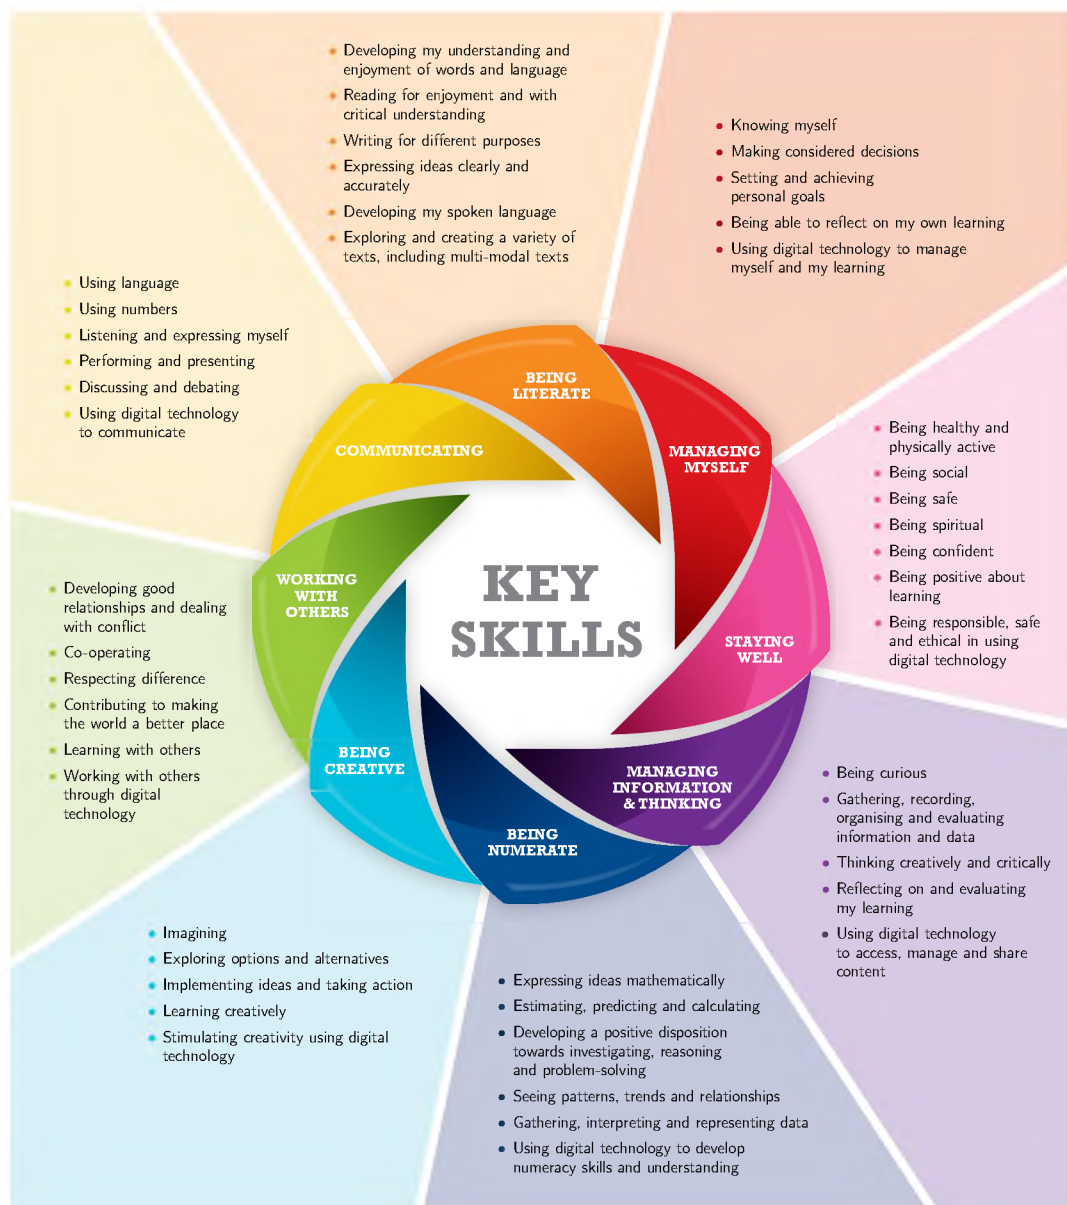 KEY
SKILLS
BEING
LITERATE
Developing my understanding and
enjoyment of words and language
Reading for enjoyment and with
critical understanding
Writing for different purposes
Expressing ideas clearly and
accurately
Developing my spoken language
Exploring and creating a variety of
texts, including multi-modal texts
MANAGING
MYSELF
Knowing myself
Making considered decisions
Setting and achieving
personal goals
Being able to reflect on my own learning
Using digital technology to manage
myself and my learning
STAYING
WELL
Being healthy and
physically active
Being social
Being safe
Being spiritual
Being confident
Being positive about
learning
Being responsible, safe
and ethical in using
digital technology
MANAGING
INFORMATION
& THINKING
Being curious
Gathering, recording,
organising and evaluating
information and data
Thinking creatively and critically
Reflecting on and evaluating
my learning
Using digital technology
to access, manage and share
content
BEING
NUMERATE
Expressing ideas mathematically
Estimating, predicting and calculating
Developing a positive disposition
towards investigating, reasoning
and problem-solving
Seeing patterns, trends and relationships
Gathering, interpreting and representing data
Using digital technology to develop
numeracy skills and understanding
BEING
CREATIVE
Imagining
Exploring options and alternatives
Implementing ideas and taking action
Learning creatively
Stimulating creativity using digital
technology
WORKING
WITH
OTHERS
Developing good
relationships and dealing
with conflict
Co-operating
Respecting difference
Contributing to making
the world a better place
Learning with others
Working with others
through digital
technology
COMMUNICATING
Using language
Using numbers
Listening and expressing myself
Performing and presenting
Discussing and debating
Using digital technology
to communicate